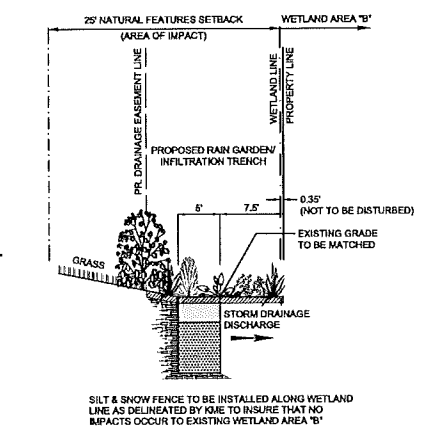 25' NATURAL FEATURES SETBACK
WETLAND AREA "B"
(AREA OF IMPACT)
PR. DRAINAGE EASEMENT LINE
WETLAND LINE
PROPERTY LINE
PROPOSED RAIN GARDEN/
INFILTRATION TRENCH
6'
7.5'
0.35'
(NOT TO BE DISTURBED)
EXISTING GRADE
TO BE MATCHED
GRASS
STORM DRAINAGE
DISCHARGE
SILT & SNOW FENCE TO BE INSTALLED ALONG WETLAND
LINE AS DELINEATED BY KME TO INSURE THAT NO
IMPACTS OCCUR TO EXISTING WETLAND AREA "B"